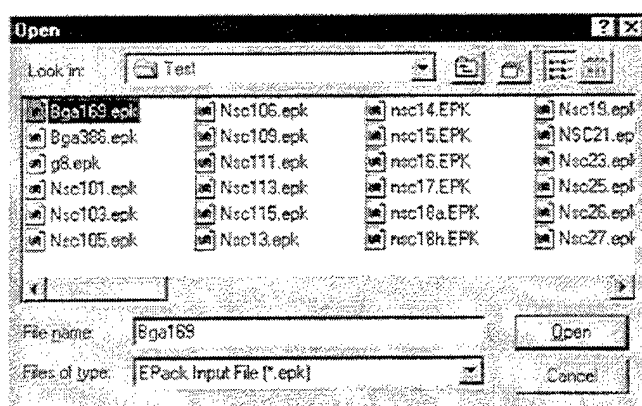 Open
Look in: Test
Bga169.epk Nsc106.epk nsc14.EPK Nsc19.epk
Bga388.epk Nsc109.epk nsc15.EPK NSC21.ep
g8.epk Nsc111.epk nsc16.EPK Nsc23.epk
Nsc101.epk Nsc113.epk nsc17.EPK Nsc25.epk
Nsc103.epk Nsc115.epk nsc18a.EPK Nsc26.epk
Nsc105.epk Nsc13.epk nsc18h.EPK Nsc27.epk
File name: Bga169 Open
Files of type: EPack Input File (*.epk) Cancel